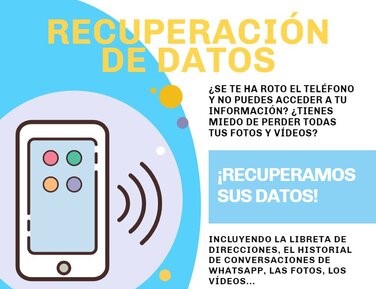 RECUPERACIÓN
DE DATOS
¿SE TE HA ROTO EL TELÉFONO
Y NO PUEDES ACCEDER A TU
INFORMACIÓN? ¿TIENES
MIEDO DE PERDER TODAS
TUS FOTOS Y VÍDEOS?
¡RECUPERAMOS
SUS DATOS!
INCLUYENDO LA LIBRETA DE
DIRECCIONES, EL HISTORIAL
DE CONVERSACIONES DE
WHATSAPP, LAS FOTOS, LOS
VÍDEOS...